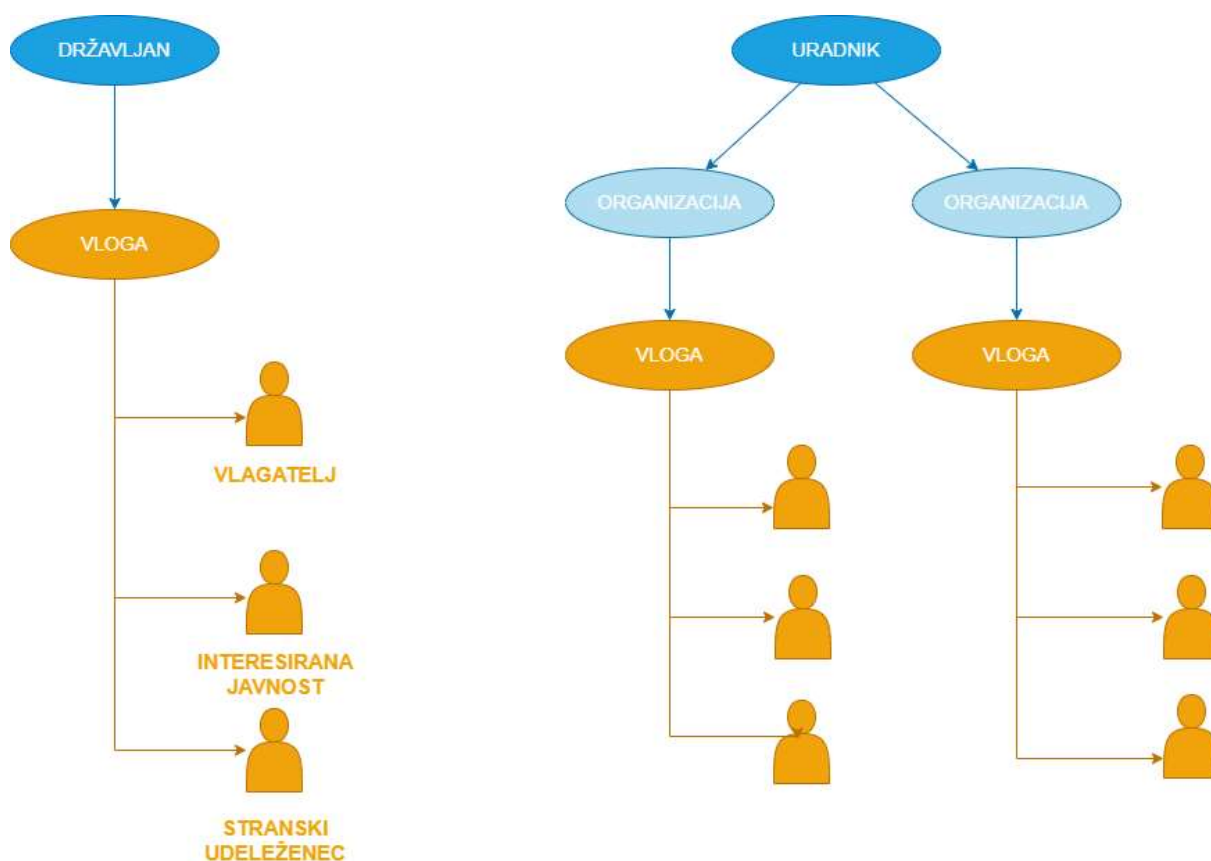 DRŽAVLJAN
VLOGA
VLAGATELJ
INTERESIRANA
JAVNOST
STRANSKI
UDELEŽENEC
URADNIK
ORGANIZACIJA
ORGANIZACIJA
VLOGA
VLOGA